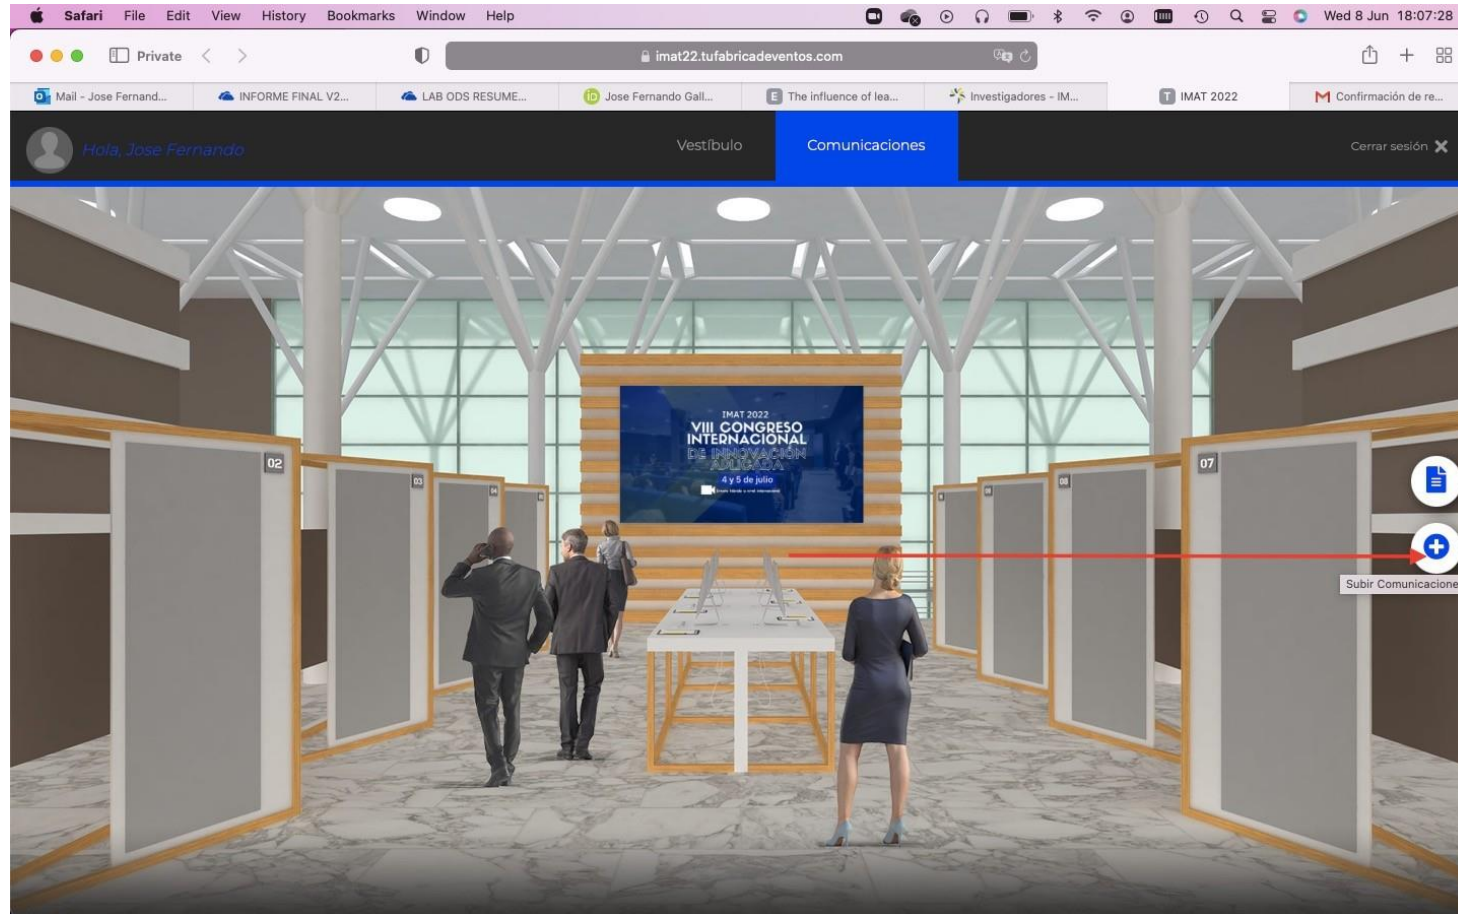 Safari File Edit View History Bookmarks Window Help Wed 8 Jun 18:07:28
Private imat22.tufabricadeventos.com
Mail - Jose Fernand... INFORME FINAL V2... LAB ODS RESUME... Jose Fernando Gall... The influence of lea... Investigadores - IM... T IMAT 2022 Confirmación de re...
Hola, Jose Fernando Vestíbulo Comunicaciones Cerrar sesión
IMAT 2022
VIII CONGRESO
INTERNACIONAL
DE INNOVACIÓN
APLICADA
4 y 5 de julio
02
03
08
07
Subir Comunicacione